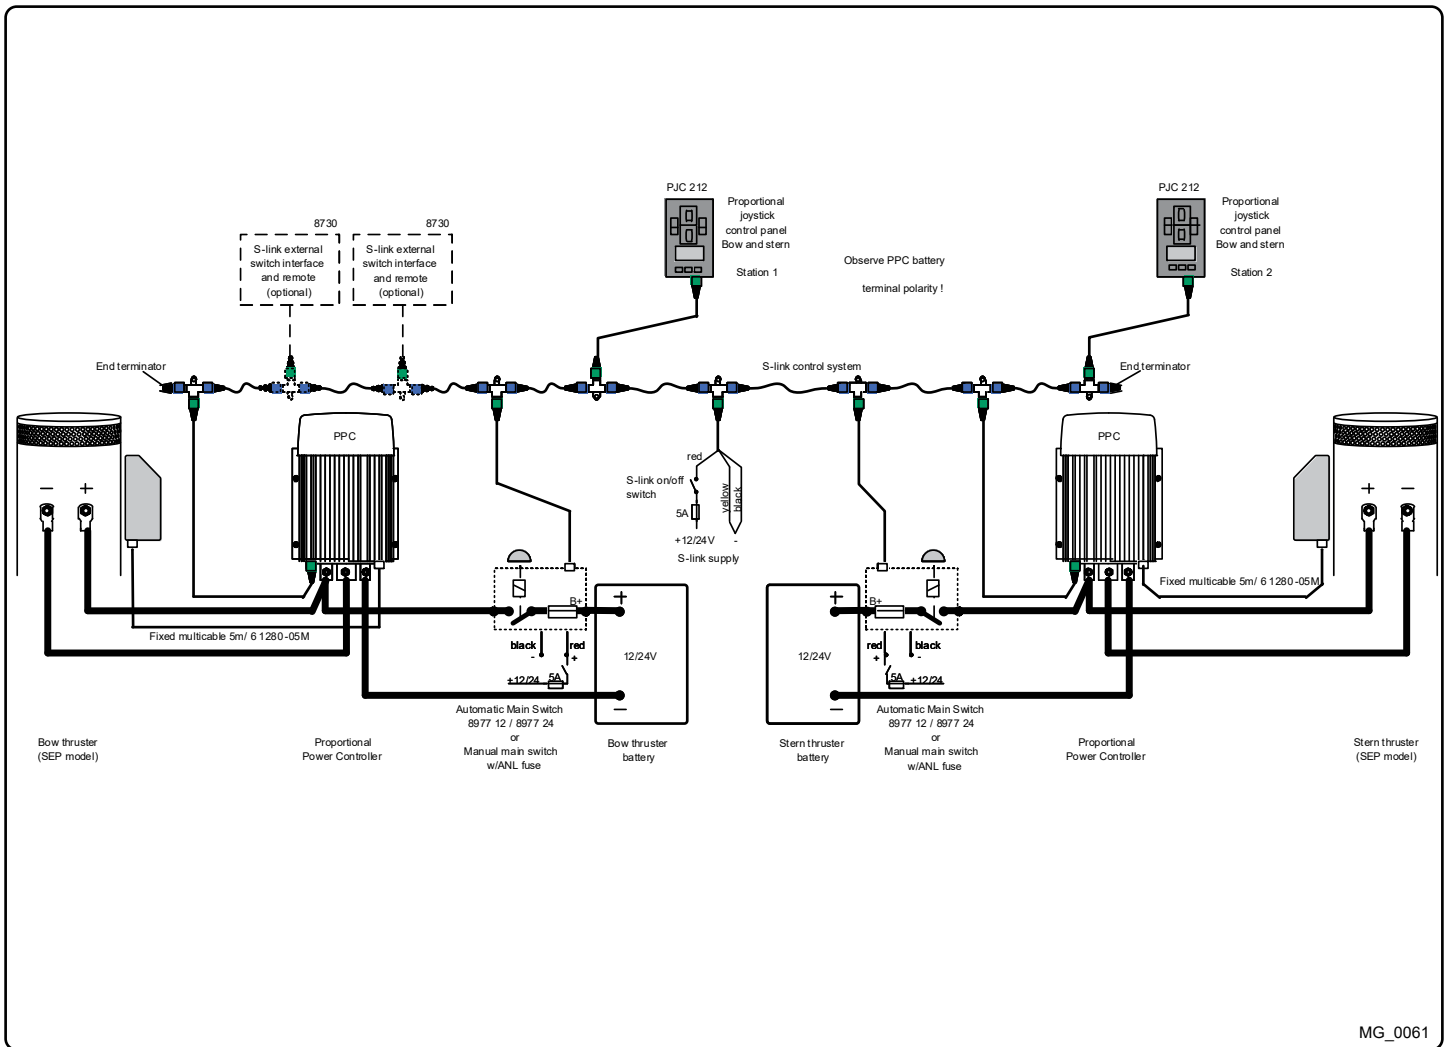 PJC 212
Proportional
joystick
control panel
Bow and stern
Station 1
PJC 212
Proportional
joystick
control panel
Bow and stern
Station 2
8730
S-link external
switch interface
and remote
(optional)
8730
S-link external
switch interface
and remote
(optional)
Observe PPC battery
terminal polarity !
End terminator
S-link control system
End terminator
PPC
PPC
− +
+ −
red
yellow
black
S-link on/off
switch
5A
+12/24V -
S-link supply
Fixed multicable 5m/ 6 1280-05M
Fixed multicable 5m/ 6 1280-05M
B+
+
12/24V
−
black
-
red
+
+12/24
5A
+
12/24V
−
B+
red
+
black
-
5A
+12/24
Automatic Main Switch
8977 12 / 8977 24
or
Manual main switch
w/ANL fuse
Automatic Main Switch
8977 12 / 8977 24
or
Manual main switch
w/ANL fuse
Bow thruster
(SEP model)
Proportional
Power Controller
Bow thruster
battery
Stern thruster
battery
Proportional
Power Controller
Stern thruster
(SEP model)
MG_0061